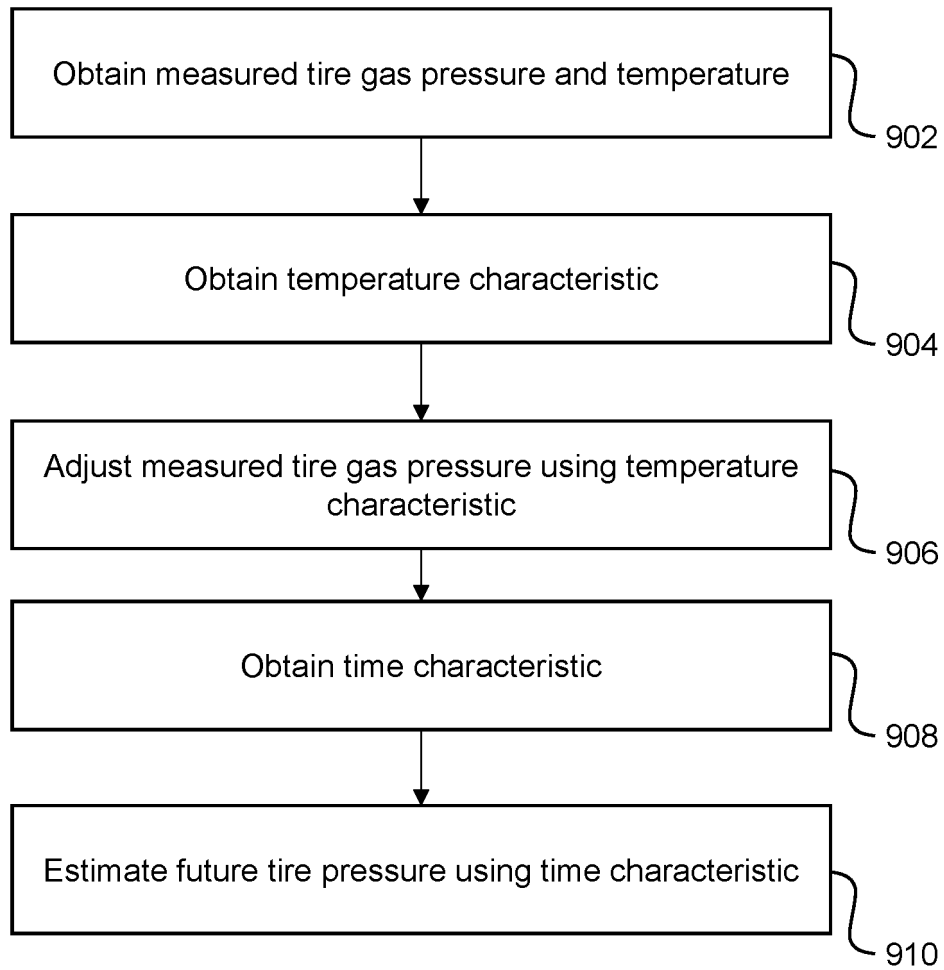 Obtain measured tire gas pressure and temperature
902
Obtain temperature characteristic
904
Adjust measured tire gas pressure using temperature
characteristic
906
Obtain time characteristic
908
Estimate future tire pressure using time characteristic
910